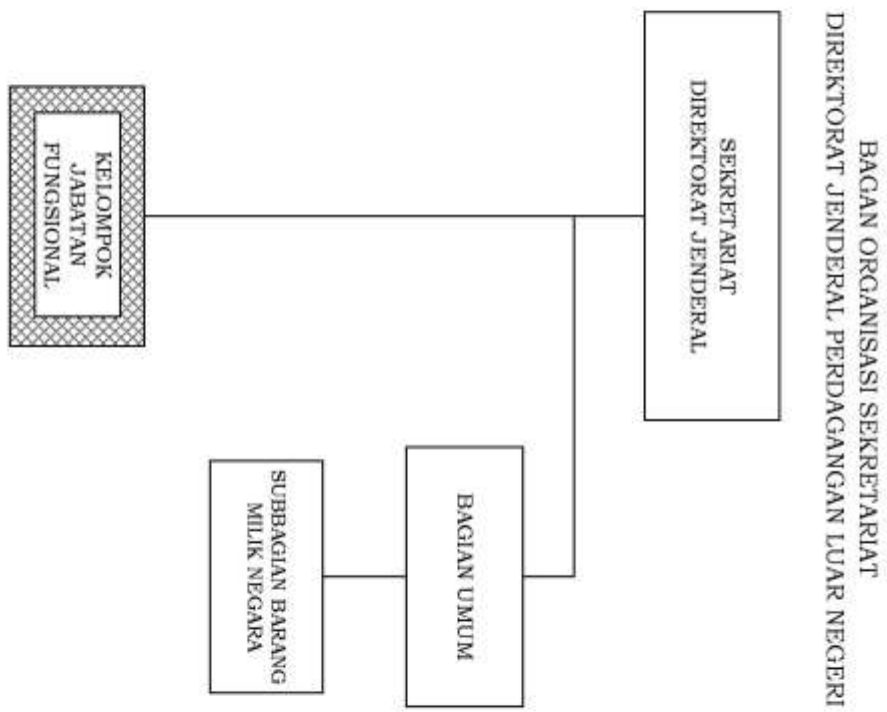 BAGAN ORGANISASI SEKRETARIAT
DIREKTORAT JENDERAL PERDAGANGAN LUAR NEGERI
SEKRETARIAT
DIREKTORAT JENDERAL
BAGIAN UMUM
SUBBAGIAN BARANG
MILIK NEGARA
KELOMPOK
JABATAN
FUNGSIONAL